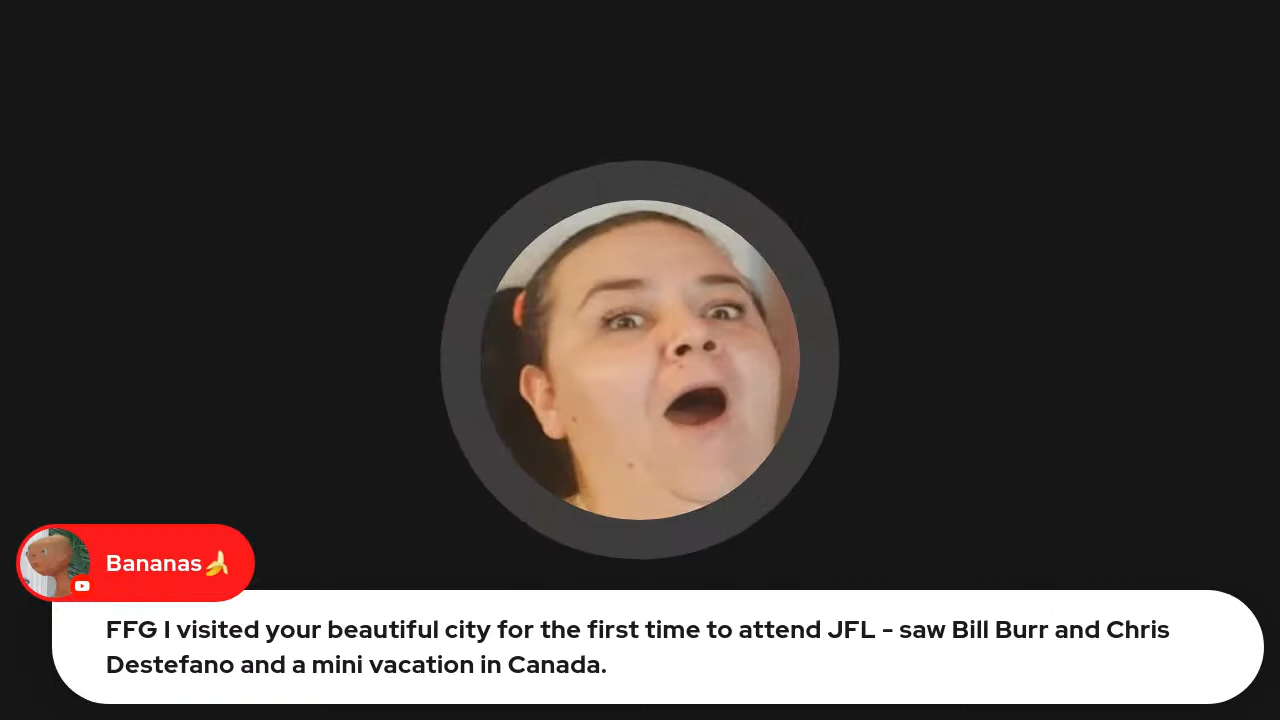 Bananas🍌
FFG I visited your beautiful city for the first time to attend JFL - saw Bill Burr and Chris
Destefano and a mini vacation in Canada.